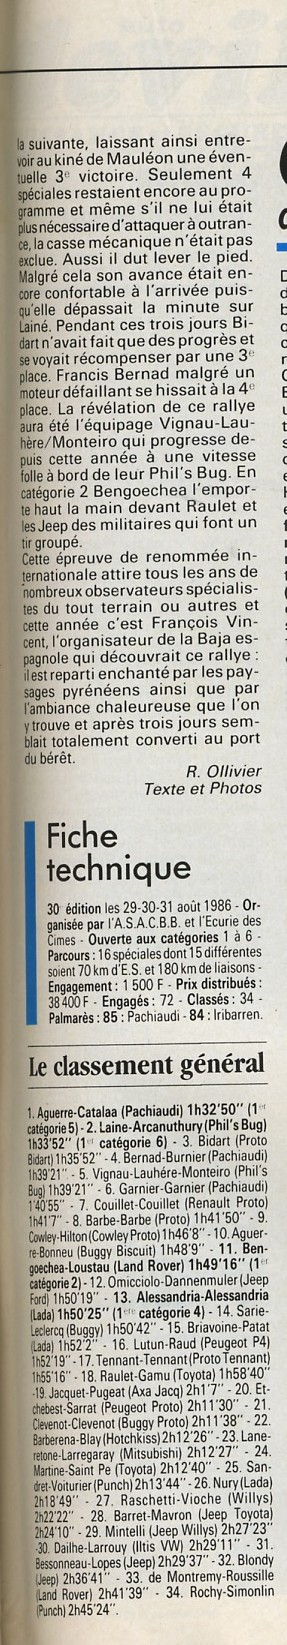 la suivante, laissant ainsi entre-
voir au kiné de Mauléon une éven-
tuelle 3e victoire. Seulement 4
spéciales restaient encore au pro-
gramme et même s'il ne lui était
plus nécessaire d'attaquer à outran-
ce, la casse mécanique n'était pas
exclue. Aussi il dut lever le pied.
Malgré cela son avance était en-
core confortable à l'arrivée puis-
qu'elle dépassait la minute sur
Lainé. Pendant ces trois jours Bi-
dart n'avait fait que des progrès et
se voyait récompenser par une 3e
place. Francis Bernad malgré un
moteur défaillant se hissait à la 4e
place. La révélation de ce rallye
aura été l'équipage Vignau-Lau-
hère/Monteiro qui progresse de-
puis cette année à une vitesse
folle à bord de leur Phil's Bug. En
catégorie 2 Bengoechea l'empor-
te haut la main devant Raulet et
les Jeep des militaires qui font un
tir groupé.
Cette épreuve de renommée in-
ternationale attire tous les ans de
nombreux observateurs spécialis-
tes du tout terrain ou autres et
cette année c'est François Vin-
cent, l'organisateur de la Baja es-
pagnole qui découvrait ce rallye :
il est reparti enchanté par les pay-
sages pyrénéens ainsi que par
l'ambiance chaleureuse que l'on
y trouve et après trois jours sem-
blait totalement converti au port
du béret.
R. Ollivier
Texte et Photos
Fiche
technique
30e édition les 29-30-31 août 1986 - Or-
ganisée par l'A.S.A.C.B.B. et l'Ecurie des
Cimes - Ouverte aux catégories 1 à 6 -
Parcours : 16 spéciales dont 15 différentes
soient 70 km d'E.S. et 180 km de liaisons -
Engagement : 1 500 F - Prix distribués :
38 400 F - Engagés : 72 - Classés : 34 -
Palmarès : 85 : Pachiaudi - 84 : Iribarren.
Le classement général
1. Aguerre-Catalaa (Pachiaudi) 1h32'50'' (1er
catégorie 5) - 2. Laine-Arcanuthury (Phil's Bug)
1h33'52'' (1er catégorie 6) - 3. Bidart (Proto
Bidart) 1h35'52'' - 4. Bernad-Burnier (Pachiaudi)
1h39'21'' - 5. Vignau-Lauhére-Monteiro (Phil's
Bug) 1h39'21'' - 6. Garnier-Garnier (Pachiaudi)
1'40'55'' - 7. Couillet-Couillet (Renault Proto)
1h41'7'' - 8. Barbe-Barbe (Proto) 1h41'50'' - 9.
Cowley-Hilton (Cowley Proto) 1h46'8'' - 10. Aguer-
re-Bonneu (Buggy Biscuit) 1h48'9'' - 11. Ben-
goechea-Loustau (Land Rover) 1h49'16'' (1er
catégorie 2) - 12. Omicciolo-Dannenmuler (Jeep
Ford) 1h50'19'' - 13. Alessandria-Alessandria
(Lada) 1h50'25'' (1ère catégorie 4) - 14. Sarie-
Leclercq (Buggy) 1h50'42'' - 15. Briavoine-Patat
(Lada) 1h52'2'' - 16. Lutun-Raud (Peugeot P4)
1h52'19'' - 17. Tennant-Tennant (Proto Tennant)
1h55'16'' - 18. Raulet-Gamu (Toyota) 1h58'40''
-19. Jacquet-Pugeat (Axa Jacq) 2h1'7'' - 20. Et-
chebest-Sarrat (Peugeot Proto) 2h11'30'' - 21.
Clevenot-Clevenot (Buggy Proto) 2h11'38'' - 22.
Barberena-Blay (Hotchkiss) 2h12'26'' - 23. Lane-
retone-Larregaray (Mitsubishi) 2h12'27'' - 24.
Martine-Saint Pe (Toyota) 2h12'40'' - 25. San-
dret-Voiturier (Punch) 2h13'44'' - 26. Nury (Lada)
2h18'49'' - 27. Raschetti-Vioche (Willys)
2h22'22'' - 28. Barret-Mavron (Jeep Toyota)
2h24'10'' - 29. Mintelli (Jeep Willys) 2h27'23''
-30. Dailhe-Larrouy (Iltis VW) 2h29'11'' - 31.
Bessonneau-Lopes (Jeep) 2h29'37'' - 32. Blondy
(Jeep) 2h36'41'' - 33. de Montremy-Roussille
(Land Rover) 2h41'39'' - 34. Rochy-Simonlin
(Punch) 2h45'24''.